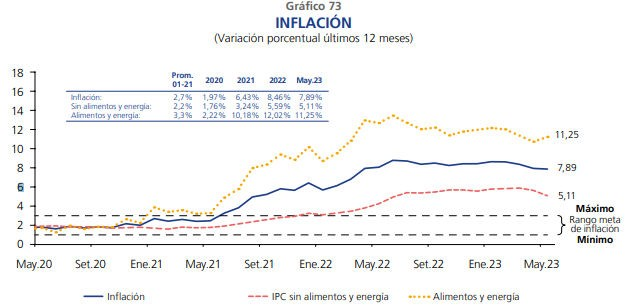 Gráfico 73
INFLACIÓN
(Variación porcentual últimos 12 meses)
18
16
14
12
10
8
6
4
2
0
Prom. 01-21 2020 2021 2022 May.23
Inflación: 2,7% 1,97% 6,43% 8,46% 7,89%
Sin alimentos y energía: 2,2% 1,76% 3,24% 5,59% 5,11%
Alimentos y energía: 3,3% 2,22% 10,18% 12,02% 11,25%
11,25
7,89
5,11
Máximo
Rango meta
de inflación
Mínimo
May.20 Set.20 Ene.21 May.21 Set.21 Ene.22 May.22 Set.22 Ene.23 May.23
Inflación IPC sin alimentos y energía Alimentos y energía